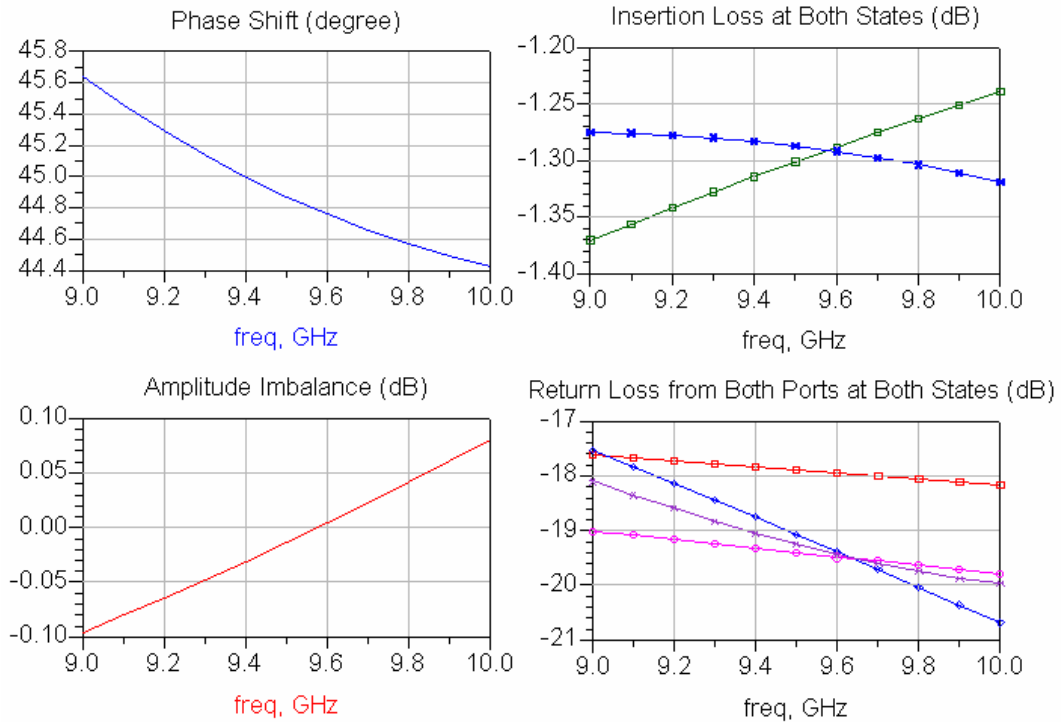 Phase Shift (degree)
45.8
45.6
45.4
45.2
45.0
44.8
44.6
44.4
9.0 9.2 9.4 9.6 9.8 10.0
freq, GHz
Insertion Loss at Both States (dB)
-1.20
-1.25
-1.30
-1.35
-1.40
9.0 9.2 9.4 9.6 9.8 10.0
freq, GHz
Amplitude Imbalance (dB)
0.10
0.05
0.00
-0.05
-0.10
9.0 9.2 9.4 9.6 9.8 10.0
freq, GHz
Return Loss from Both Ports at Both States (dB)
-17
-18
-19
-20
-21
9.0 9.2 9.4 9.6 9.8 10.0
freq, GHz